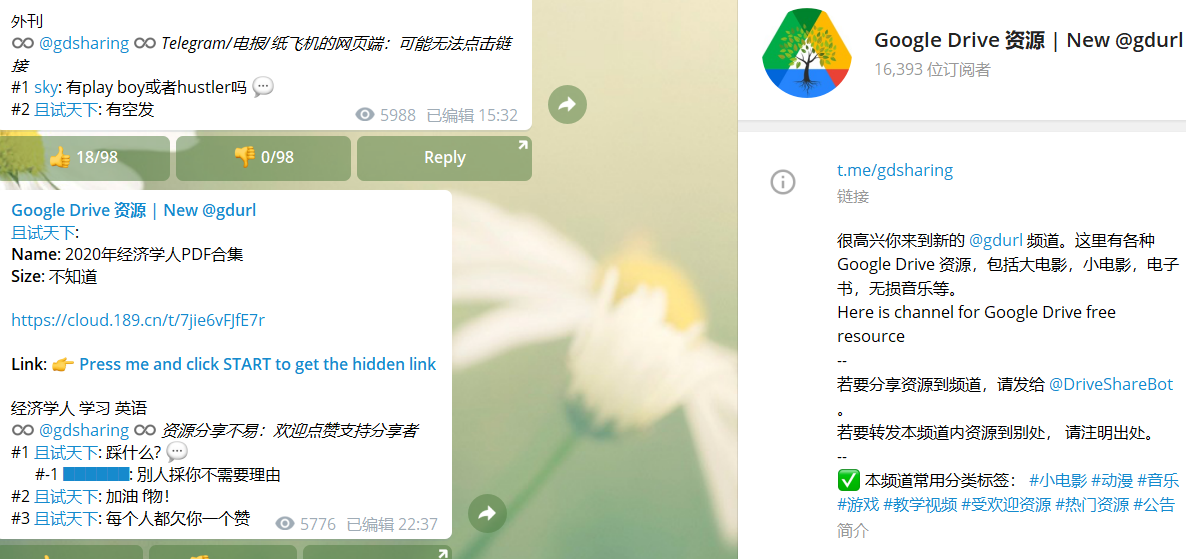 外刊
@gdsharing Telegram/电报/纸飞机的网页端：可能无法点击链
接
#1 sky: 有play boy或者hustler吗
#2 且试天下: 有空发
5988 已编辑 15:32
18/98
0/98
Reply
Google Drive 资源 | New @gdurl
且试天下:
Name: 2020年经济学人PDF合集
Size: 不知道
https://cloud.189.cn/t/7jie6vFJfE7r
Link: 👉 Press me and click START to get the hidden link
经济学人 学习 英语
@gdsharing 资源分享不易：欢迎点赞支持分享者
#1 且试天下: 踩什么?
#-1 : 别人採你不需要理由
#2 且试天下: 加油 f物！
#3 且试天下: 每个人都欠你一个赞
5776 已编辑 22:37
Google Drive 资源 | New @gdurl
16,393 位订阅者
t.me/gdsharing
链接
很高兴你来到新的 @gdurl 频道。这里有各种
Google Drive 资源，包括大电影，小电影，电子
书，无损音乐等。
Here is channel for Google Drive free
resource
--
若要分享资源到频道，请发给 @DriveShareBot
。
若要转发本频道内资源到别处， 请注明出处。
--
✅ 本频道常用分类标签： #小电影 #动漫 #音乐
#游戏 #教学视频 #受欢迎资源 #热门资源 #公告
简介